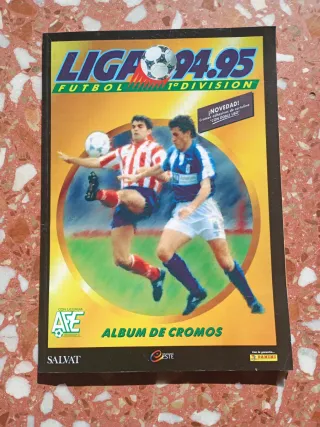 LIGA 94.95
FUTBOL 1ª DIVISION
¡NOVEDAD!
AFE
ALBUM DE CROMOS
SALVAT
ESTE
PANINI